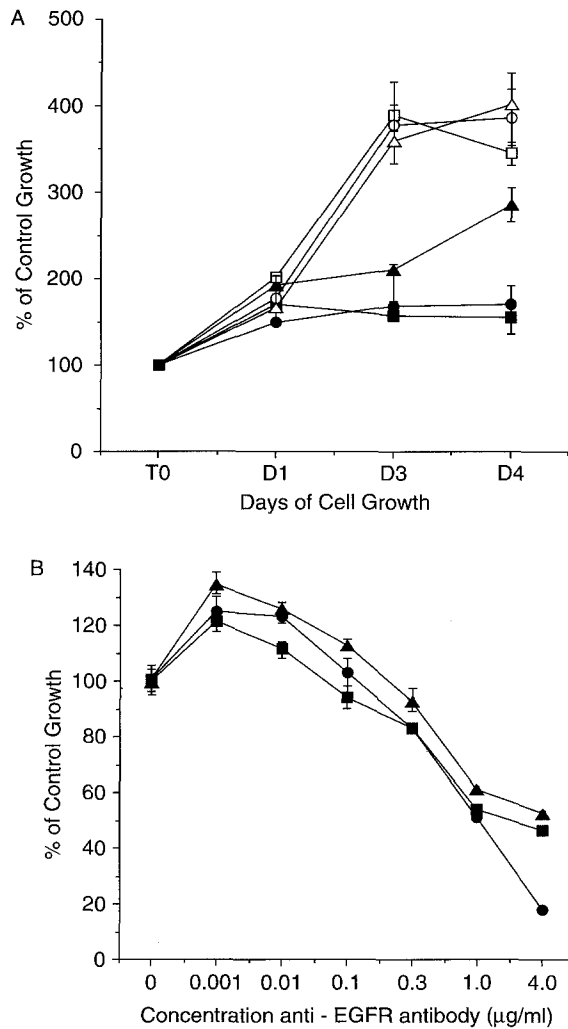 A
500
400
300
200
100
0
% of Control Growth
T0 D1 D3 D4
Days of Cell Growth
B
140
120
100
80
60
40
20
0
% of Control Growth
0 0.001 0.01 0.1 0.3 1.0 4.0
Concentration anti - EGFR antibody (μg/ml)